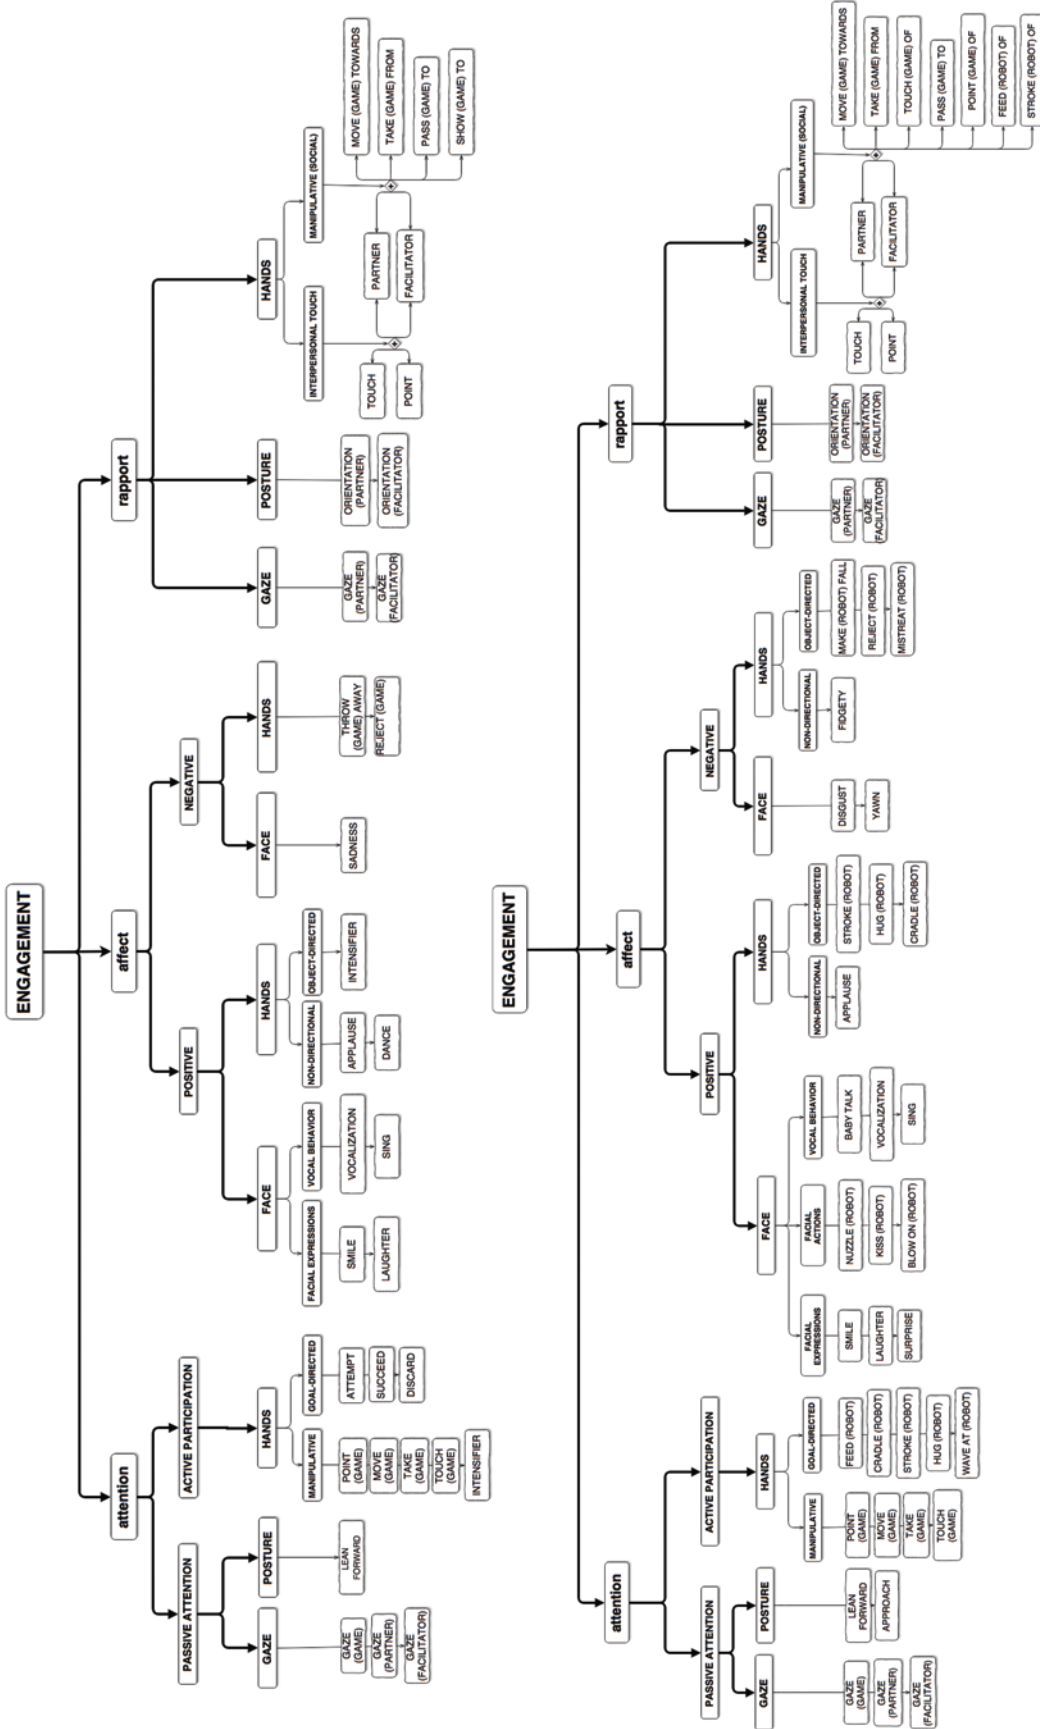 ENGAGEMENT
attention
affect
rapport
PASSIVE ATTENTION
ACTIVE PARTICIPATION
POSITIVE
NEGATIVE
GAZE
POSTURE
HANDS
FACE
HANDS
FACE
HANDS
GAZE
POSTURE
HANDS
MANIPULATIVE
GOAL-DIRECTED
FACIAL EXPRESSIONS
VOCAL BEHAVIOR
NON-DIRECTIONAL
OBJECT-DIRECTED
INTERPERSONAL TOUCH
MANIPULATIVE (SOCIAL)
GAZE
(GAME)
GAZE
(PARTNER)
GAZE
(FACILITATOR)
LEAN
FORWARD
POINT
(GAME)
MOVE
(GAME)
TAKE
(GAME)
TOUCH
(GAME)
INTENSIFIER
ATTEMPT
SUCCEED
DISCARD
SMILE
LAUGHTER
VOCALIZATION
SING
APPLAUSE
DANCE
INTENSIFIER
SADNESS
THROW
(GAME) AWAY
REJECT (GAME)
GAZE
(PARTNER)
GAZE
(FACILITATOR)
ORIENTATION
(PARTNER)
ORIENTATION
(FACILITATOR)
TOUCH
POINT
PARTNER
FACILITATOR
MOVE (GAME) TOWARDS
TAKE (GAME) FROM
PASS (GAME) TO
SHOW (GAME) TO
ENGAGEMENT
attention
affect
rapport
PASSIVE ATTENTION
ACTIVE PARTICIPATION
POSITIVE
NEGATIVE
GAZE
POSTURE
HANDS
FACE
HANDS
FACE
HANDS
GAZE
POSTURE
HANDS
MANIPULATIVE
GOAL-DIRECTED
FACIAL
EXPRESSIONS
FACIAL
ACTIONS
VOCAL BEHAVIOR
NON-DIRECTIONAL
OBJECT-DIRECTED
NON-DIRECTIONAL
OBJECT-DIRECTED
INTERPERSONAL TOUCH
MANIPULATIVE (SOCIAL)
GAZE
(GAME)
GAZE
(PARTNER)
GAZE
(FACILITATOR)
LEAN
FORWARD
APPROACH
POINT
(GAME)
MOVE
(GAME)
TAKE
(GAME)
TOUCH
(GAME)
FEED (ROBOT)
CRADLE (ROBOT)
STROKE (ROBOT)
HUG (ROBOT)
WAVE AT (ROBOT)
SMILE
LAUGHTER
SURPRISE
NUZZLE (ROBOT)
KISS (ROBOT)
BLOW ON (ROBOT)
BABY TALK
VOCALIZATION
SING
APPLAUSE
STROKE (ROBOT)
HUG (ROBOT)
CRADLE (ROBOT)
DISGUST
YAWN
FIDGETY
MAKE (ROBOT) FALL
REJECT (ROBOT)
MISTREAT (ROBOT)
GAZE
(PARTNER)
GAZE
(FACILITATOR)
ORIENTATION
(PARTNER)
ORIENTATION
(FACILITATOR)
TOUCH
POINT
PARTNER
FACILITATOR
MOVE (GAME) TOWARDS
TAKE (GAME) FROM
TOUCH (GAME) OF
PASS (GAME) TO
POINT (GAME) OF
FEED (ROBOT) OF
STROKE (ROBOT) OF